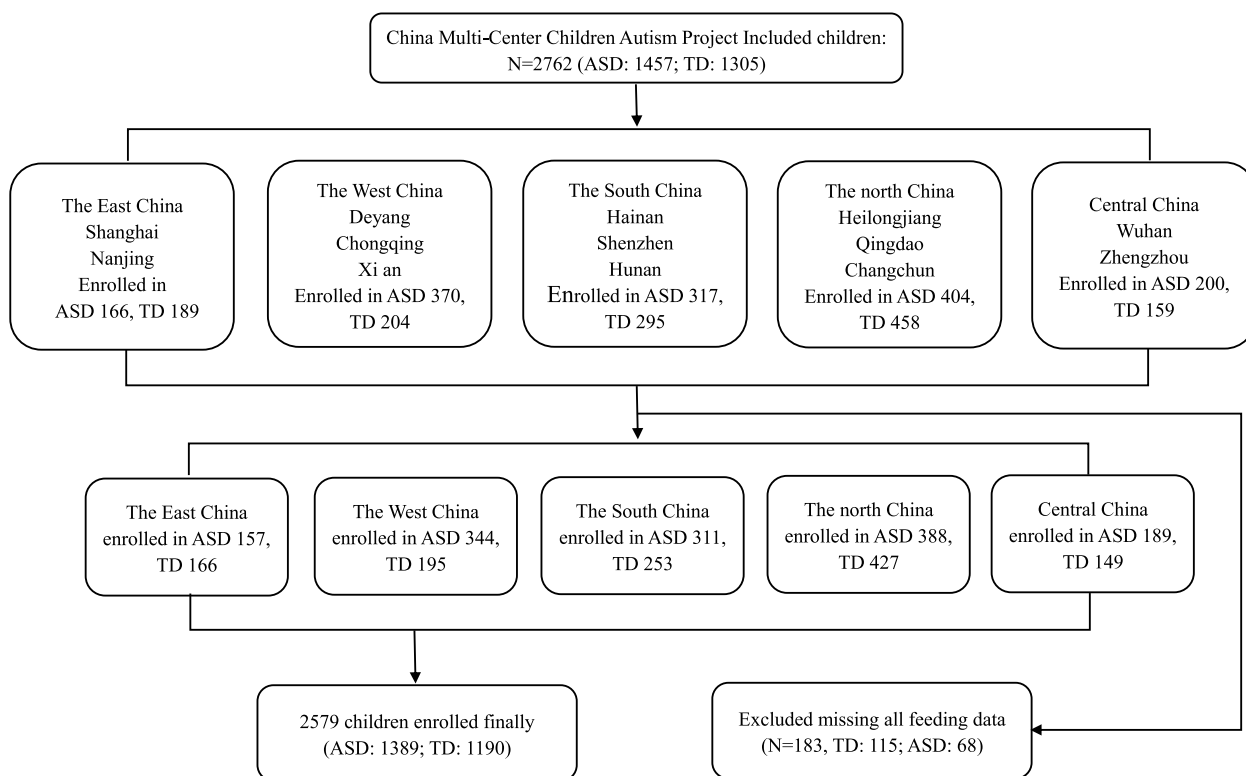 China Multi-Center Children Autism Project Included children:
N=2762 (ASD: 1457; TD: 1305)
The East China
Shanghai
Nanjing
Enrolled in
ASD 166, TD 189
The West China
Deyang
Chongqing
Xi an
Enrolled in ASD 370,
TD 204
The South China
Hainan
Shenzhen
Hunan
Enrolled in ASD 317,
TD 295
The north China
Heilongjiang
Qingdao
Changchun
Enrolled in ASD 404,
TD 458
Central China
Wuhan
Zhengzhou
Enrolled in ASD 200,
TD 159
The East China
enrolled in ASD 157,
TD 166
The West China
enrolled in ASD 344,
TD 195
The South China
enrolled in ASD 311,
TD 253
The north China
enrolled in ASD 388,
TD 427
Central China
enrolled in ASD 189,
TD 149
2579 children enrolled finally
(ASD: 1389; TD: 1190)
Excluded missing all feeding data
(N=183, TD: 115; ASD: 68)